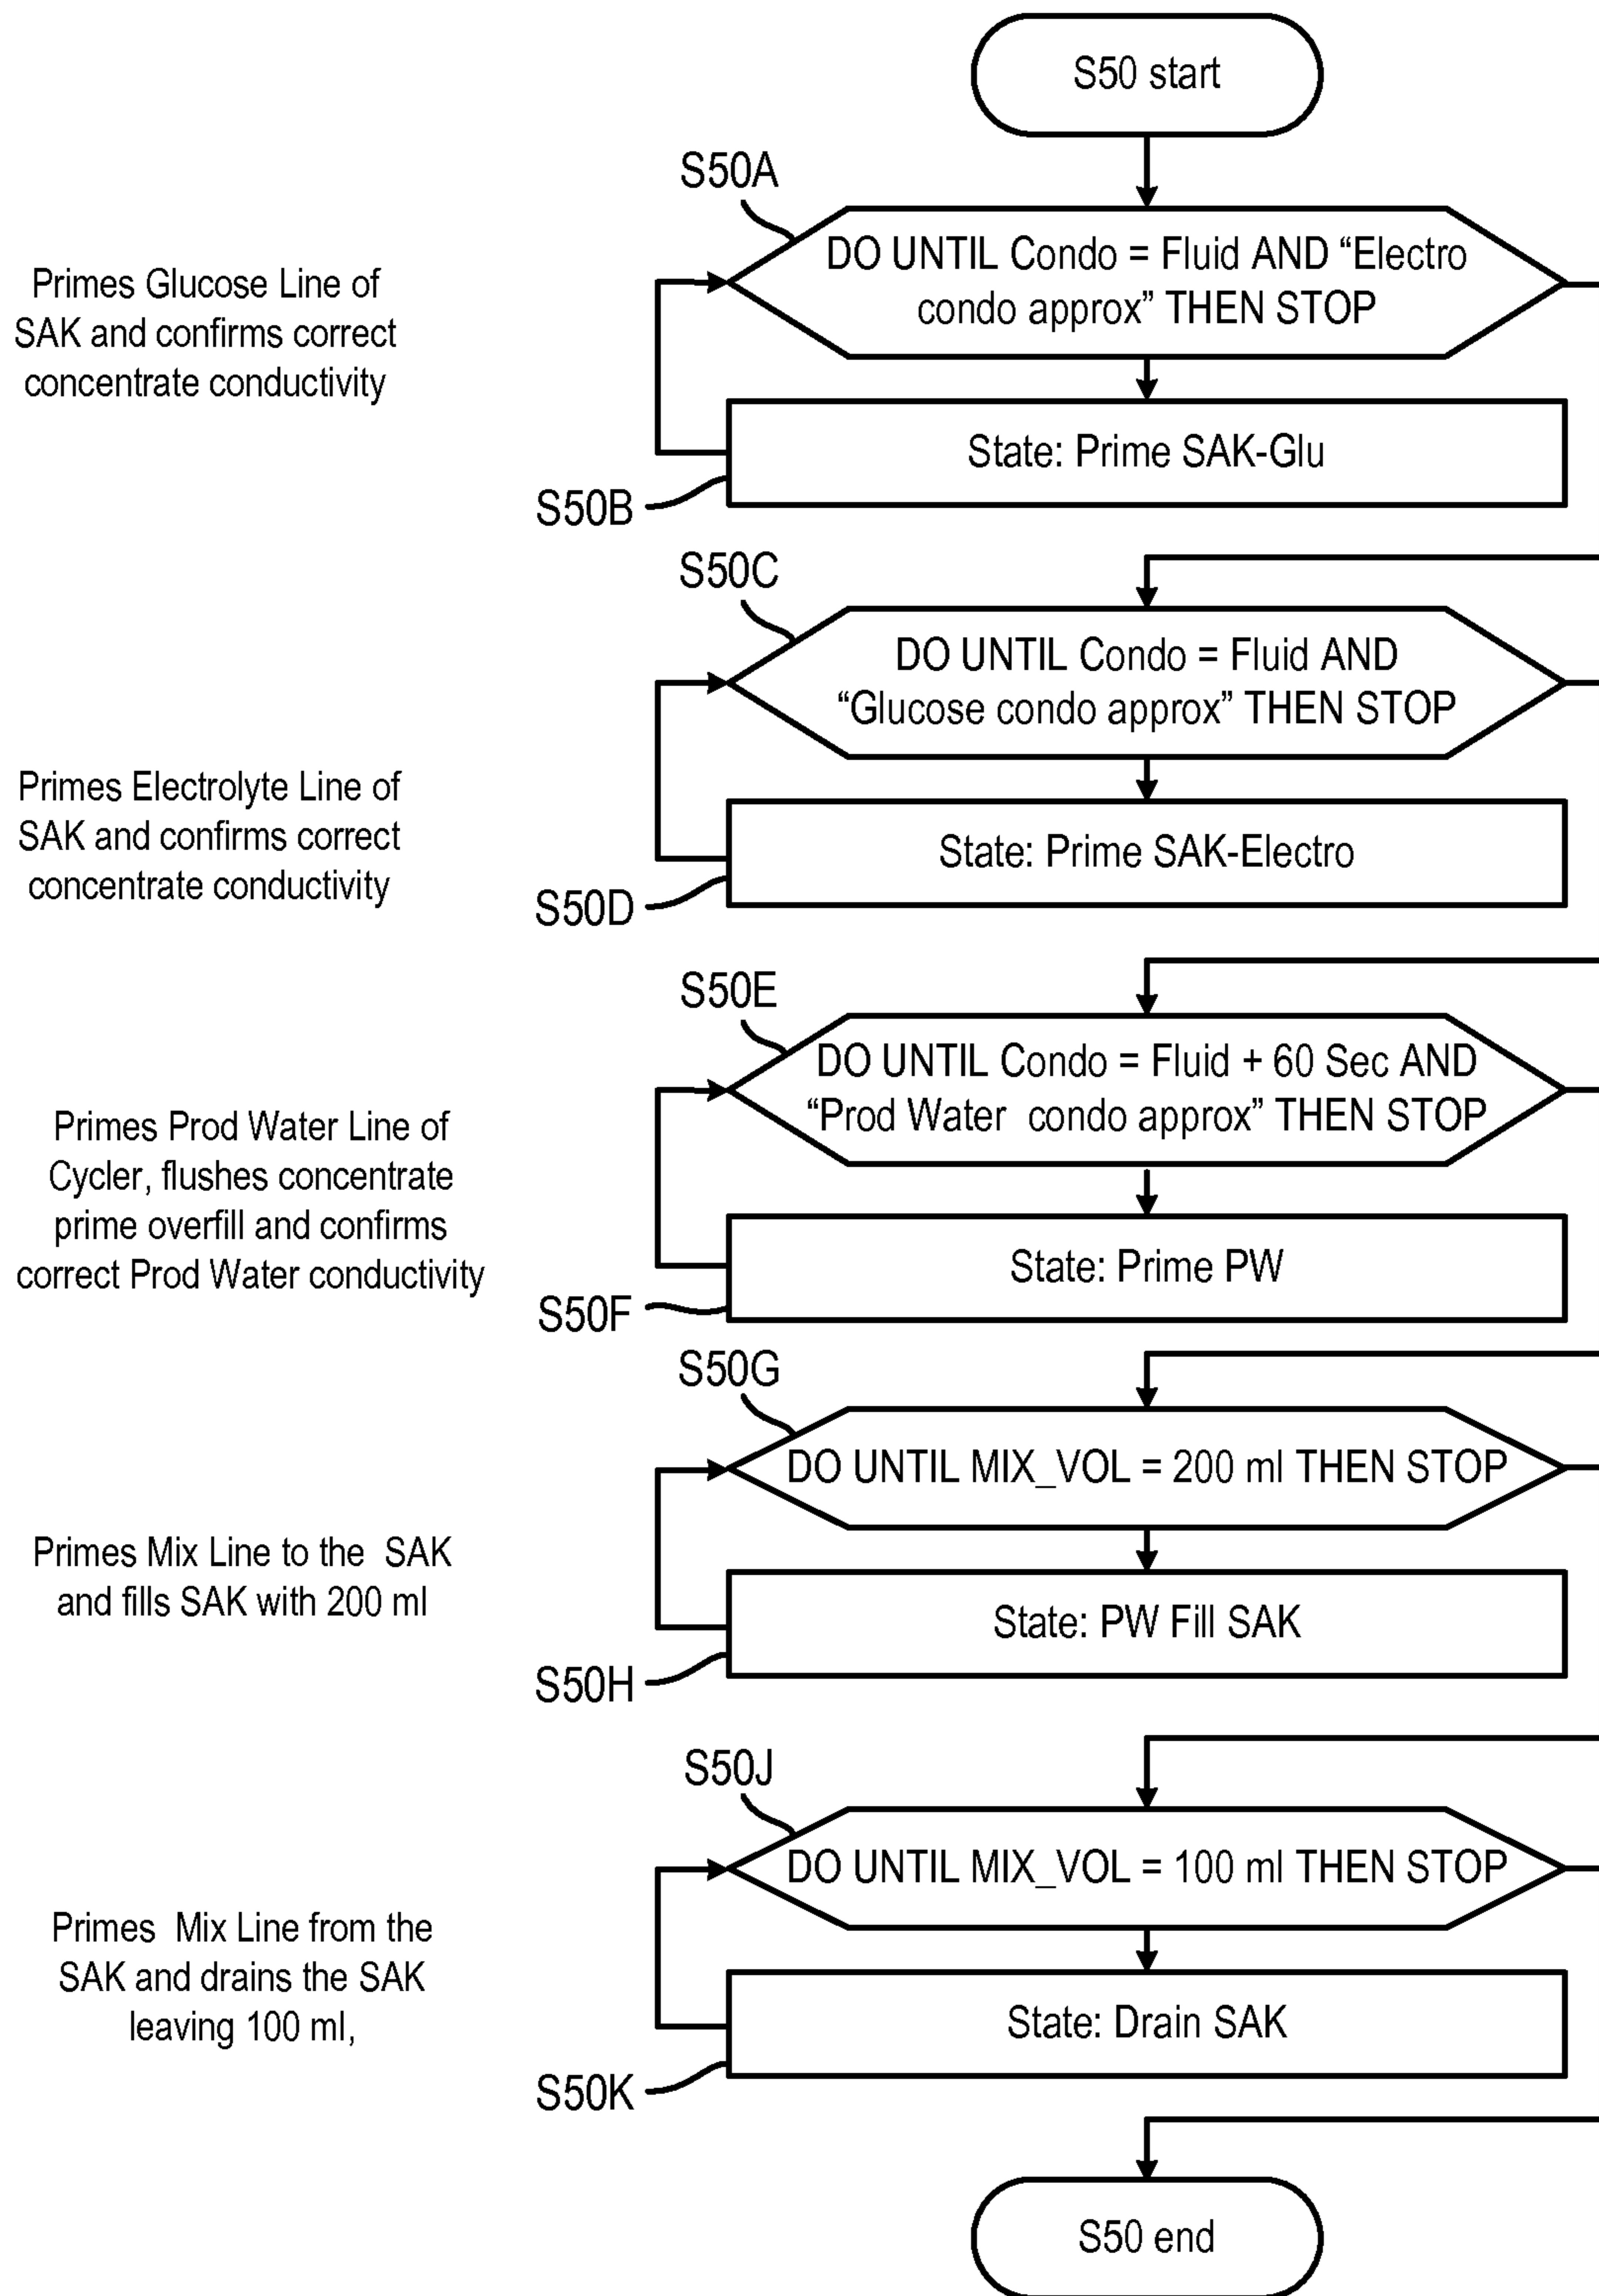 S50 start
S50A
Primes Glucose Line of
SAK and confirms correct
concentrate conductivity
DO UNTIL Condo = Fluid AND “Electro
condo approx” THEN STOP
State: Prime SAK-Glu
S50B
S50C
DO UNTIL Condo = Fluid AND
“Glucose condo approx” THEN STOP
Primes Electrolyte Line of
SAK and confirms correct
concentrate conductivity
State: Prime SAK-Electro
S50D
S50E
DO UNTIL Condo = Fluid + 60 Sec AND
“Prod Water condo approx” THEN STOP
Primes Prod Water Line of
Cycler, flushes concentrate
prime overfill and confirms
correct Prod Water conductivity
State: Prime PW
S50F
S50G
DO UNTIL MIX_VOL = 200 ml THEN STOP
Primes Mix Line to the SAK
and fills SAK with 200 ml
State: PW Fill SAK
S50H
S50J
DO UNTIL MIX_VOL = 100 ml THEN STOP
Primes Mix Line from the
SAK and drains the SAK
leaving 100 ml,
State: Drain SAK
S50K
S50 end